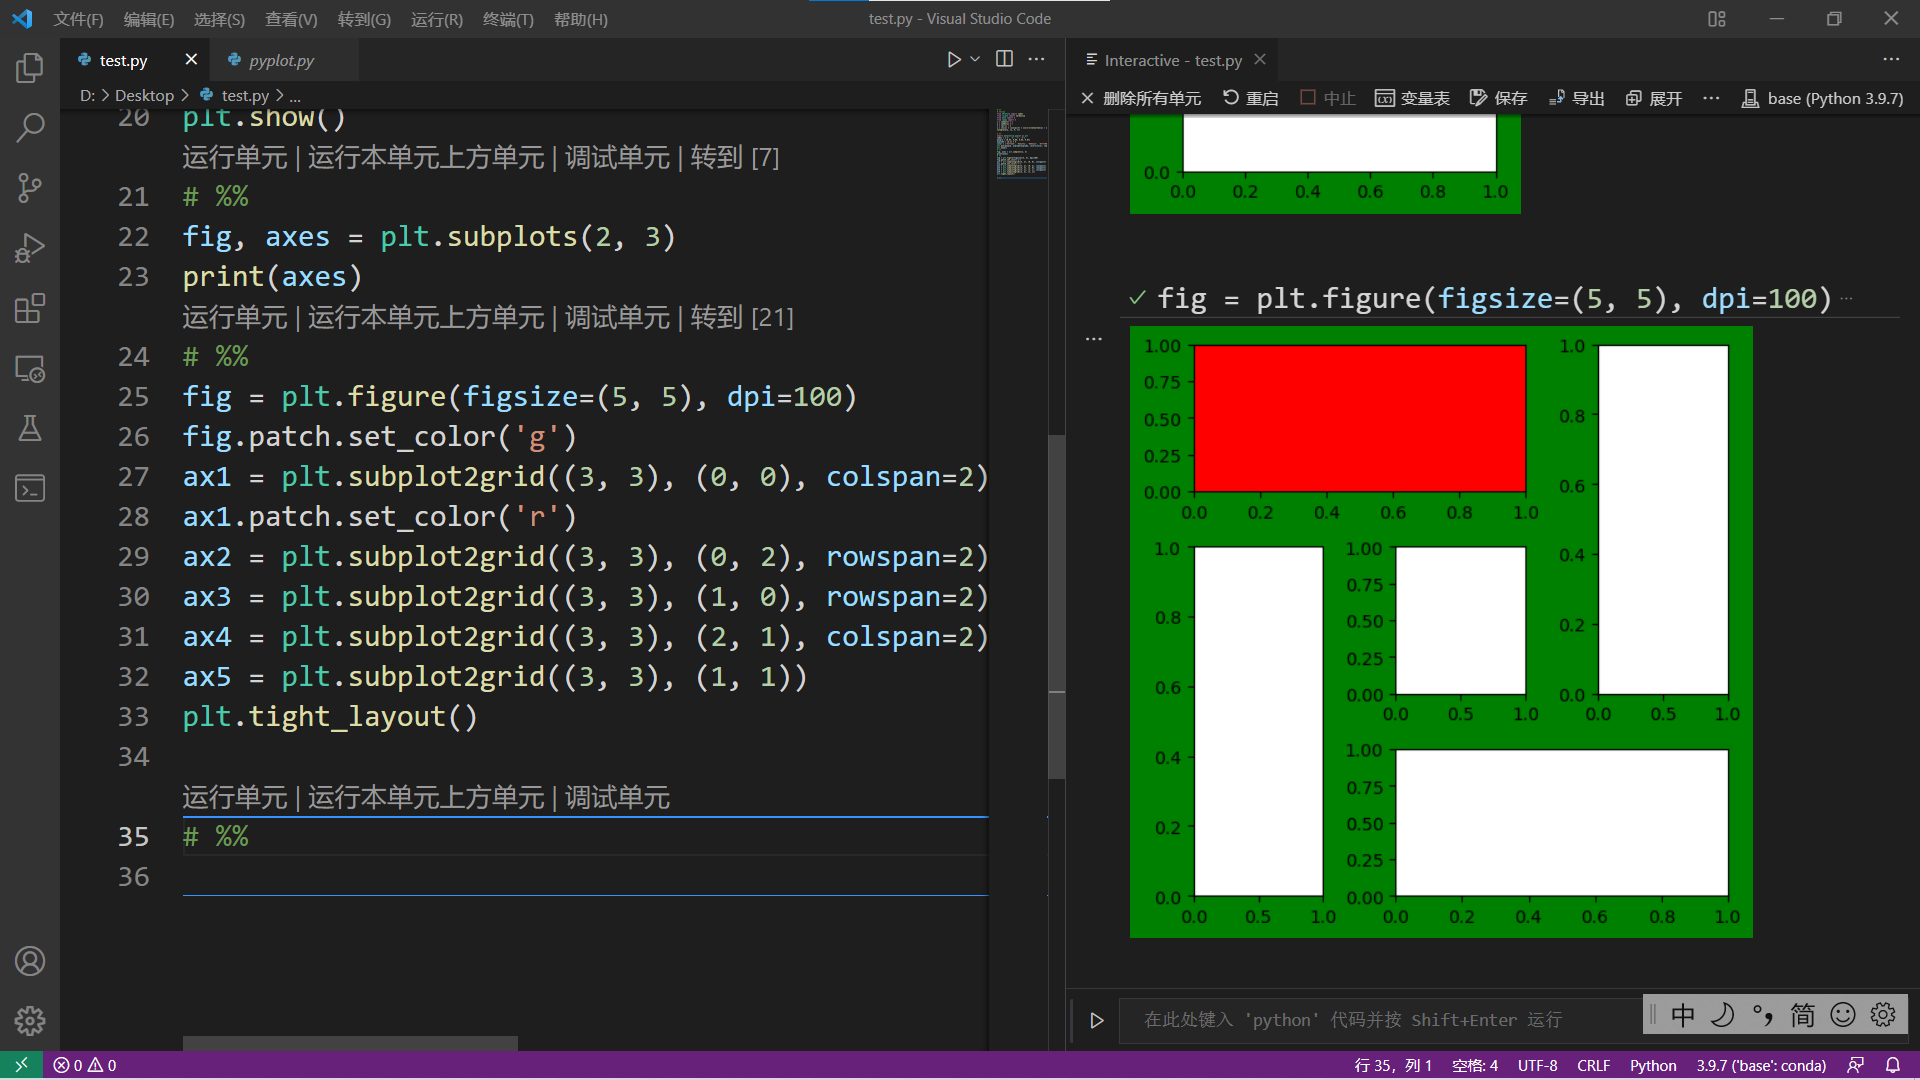 文件(F) 编辑(E) 选择(S) 查看(V) 转到(G) 运行(R) 终端(T) 帮助(H) test.py - Visual Studio Code
test.py pyplot.py
D: > Desktop > test.py > ...
20 plt.show()
运行单元 | 运行本单元上方单元 | 调试单元 | 转到 [7]
21 # %%
22 fig, axes = plt.subplots(2, 3)
23 print(axes)
运行单元 | 运行本单元上方单元 | 调试单元 | 转到 [21]
24 # %%
25 fig = plt.figure(figsize=(5, 5), dpi=100)
26 fig.patch.set_color('g')
27 ax1 = plt.subplot2grid((3, 3), (0, 0), colspan=2)
28 ax1.patch.set_color('r')
29 ax2 = plt.subplot2grid((3, 3), (0, 2), rowspan=2)
30 ax3 = plt.subplot2grid((3, 3), (1, 0), rowspan=2)
31 ax4 = plt.subplot2grid((3, 3), (2, 1), colspan=2)
32 ax5 = plt.subplot2grid((3, 3), (1, 1))
33 plt.tight_layout()
34
运行单元 | 运行本单元上方单元 | 调试单元
35 # %%
36
Interactive - test.py
删除所有单元 重启 中止 变量表 保存 导出 展开 ... base (Python 3.9.7)
0.0
0.0 0.2 0.4 0.6 0.8 1.0
fig = plt.figure(figsize=(5, 5), dpi=100) ...
1.00
0.75
0.50
0.25
0.00
0.0 0.2 0.4 0.6 0.8 1.0
1.0
0.8
0.6
0.4
0.2
0.0
0.0 0.5 1.0
1.0
0.8
0.6
0.4
0.2
0.0
0.0 0.5 1.0
1.00
0.75
0.50
0.25
0.00
0.0 0.5 1.0
1.00
0.75
0.50
0.25
0.00
0.0 0.2 0.4 0.6 0.8 1.0
在此处键入 'python' 代码并按 Shift+Enter 运行
中 °, 简
0 0 行 35，列 1 空格: 4 UTF-8 CRLF Python 3.9.7 ('base': conda)